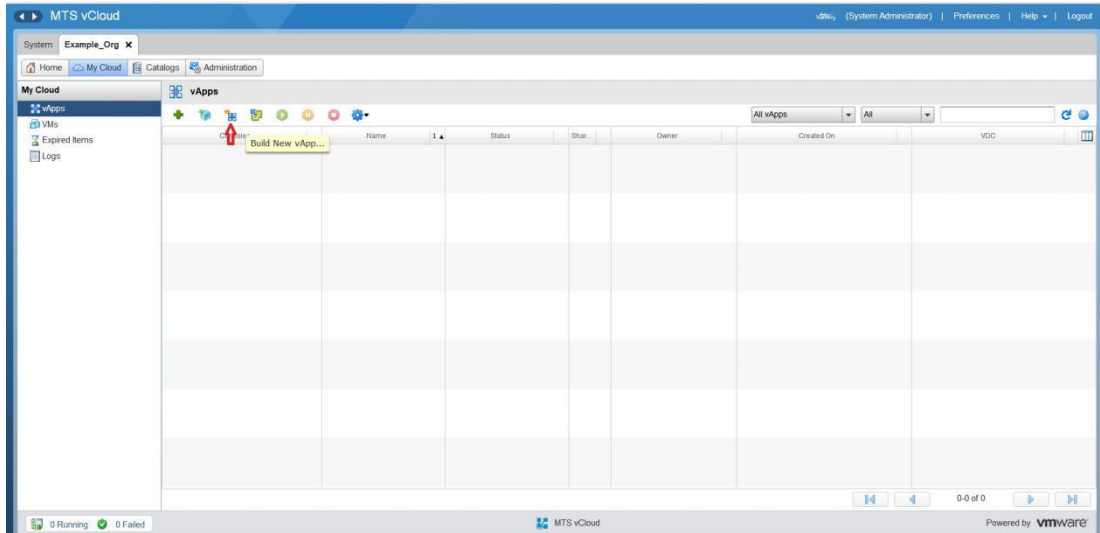 MTS vCloud
(System Administrator) | Preferences | Help | Logout
System Example_Org
Home My Cloud Catalogs Administration
My Cloud
vApps
vApps
VMs
Expired Items
Logs
All vApps All
Build New vApp...
Name 1 Status Shar... Owner Created On VDC
0-0 of 0
0 Running 0 Failed
MTS vCloud
Powered by vmware